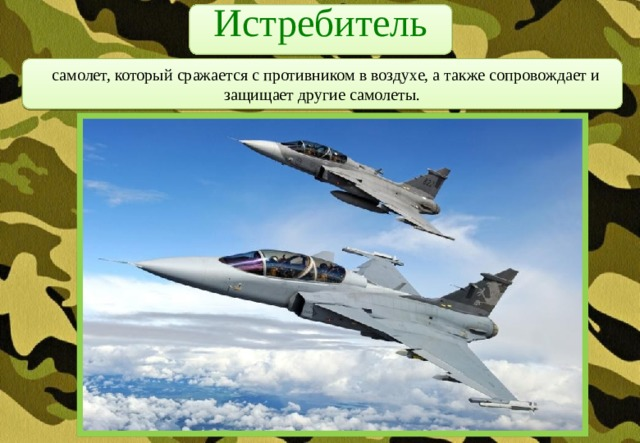 Истребитель
самолет, который сражается с противником в воздухе, а также сопровождает и
защищает другие самолеты.